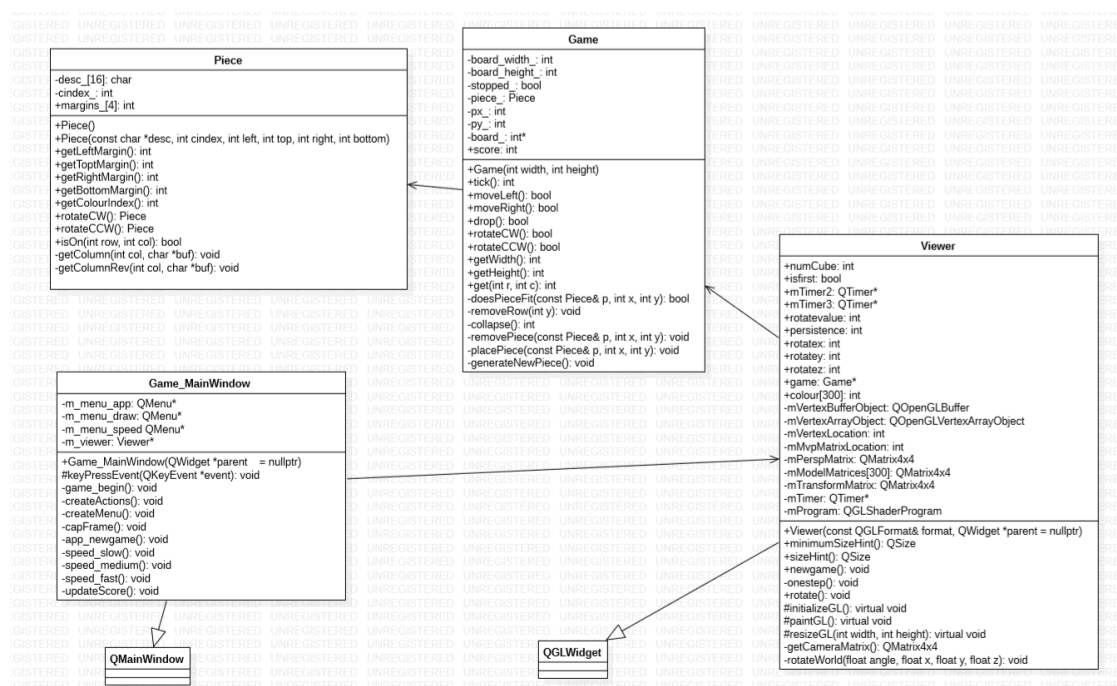 Piece
-desc_[16]: char
-cindex_: int
+margins_[4]: int
+Piece()
+Piece(const char *desc, int cindex, int left, int top, int right, int bottom)
+getLeftMargin(): int
+getToptMargin(): int
+getRightMargin(): int
+getBottomMargin(): int
+getColourIndex(): int
+rotateCW(): Piece
+rotateCCW(): Piece
+isOn(int row, int col): bool
-getColumn(int col, char *buf): void
-getColumnRev(int col, char *buf): void
Game
-board_width_: int
-board_height_: int
-stopped_: bool
-piece_: Piece
-px_: int
-py_: int
-board_: int*
+score: int
+Game(int width, int height)
+tick(): int
+moveLeft(): bool
+moveRight(): bool
+drop(): bool
+rotateCW(): bool
+rotateCCW(): bool
+getWidth(): int
+getHeight(): int
+get(int r, int c): int
-doesPieceFit(const Piece& p, int x, int y): bool
-removeRow(int y): void
-collapse(): int
-removePiece(const Piece& p, int x, int y): void
-placePiece(const Piece& p, int x, int y): void
-generateNewPiece(): void
Viewer
+numCube: int
+isfirst: bool
+mTimer2: QTimer*
+mTimer3: QTimer*
+rotatevalue: int
+persistence: int
+rotatex: int
+rotatey: int
+rotatez: int
+game: Game*
+colour[300]: int
-mVertexBufferObject: QOpenGLBuffer
-mVertexArrayObject: QOpenGLVertexArrayObject
-mVertexLocation: int
-mMvpMatrixLocation: int
-mPerspMatrix: QMatrix4x4
-mModelMatrices[300]: QMatrix4x4
-mTransformMatrix: QMatrix4x4
-mTimer: QTimer*
-mProgram: QGLShaderProgram
+Viewer(const QGLFormat& format, QWidget *parent = nullptr)
+minimumSizeHint(): QSize
+sizeHint(): QSize
+newgame(): void
-onestep(): void
+rotate(): void
#initializeGL(): virtual void
#paintGL(): virtual void
#resizeGL(int width, int height): virtual void
-getCameraMatrix(): QMatrix4x4
-rotateWorld(float angle, float x, float y, float z): void
Game_MainWindow
-m_menu_app: QMenu*
-m_menu_draw: QMenu*
-m_menu_speed QMenu*
-m_viewer: Viewer*
+Game_MainWindow(QWidget *parent = nullptr)
#keyPressEvent(QKeyEvent *event): void
-game_begin(): void
-createActions(): void
-createMenu(): void
-capFrame(): void
-app_newgame(): void
-speed_slow(): void
-speed_medium(): void
-speed_fast(): void
-updateScore(): void
QMainWindow
QGLWidget